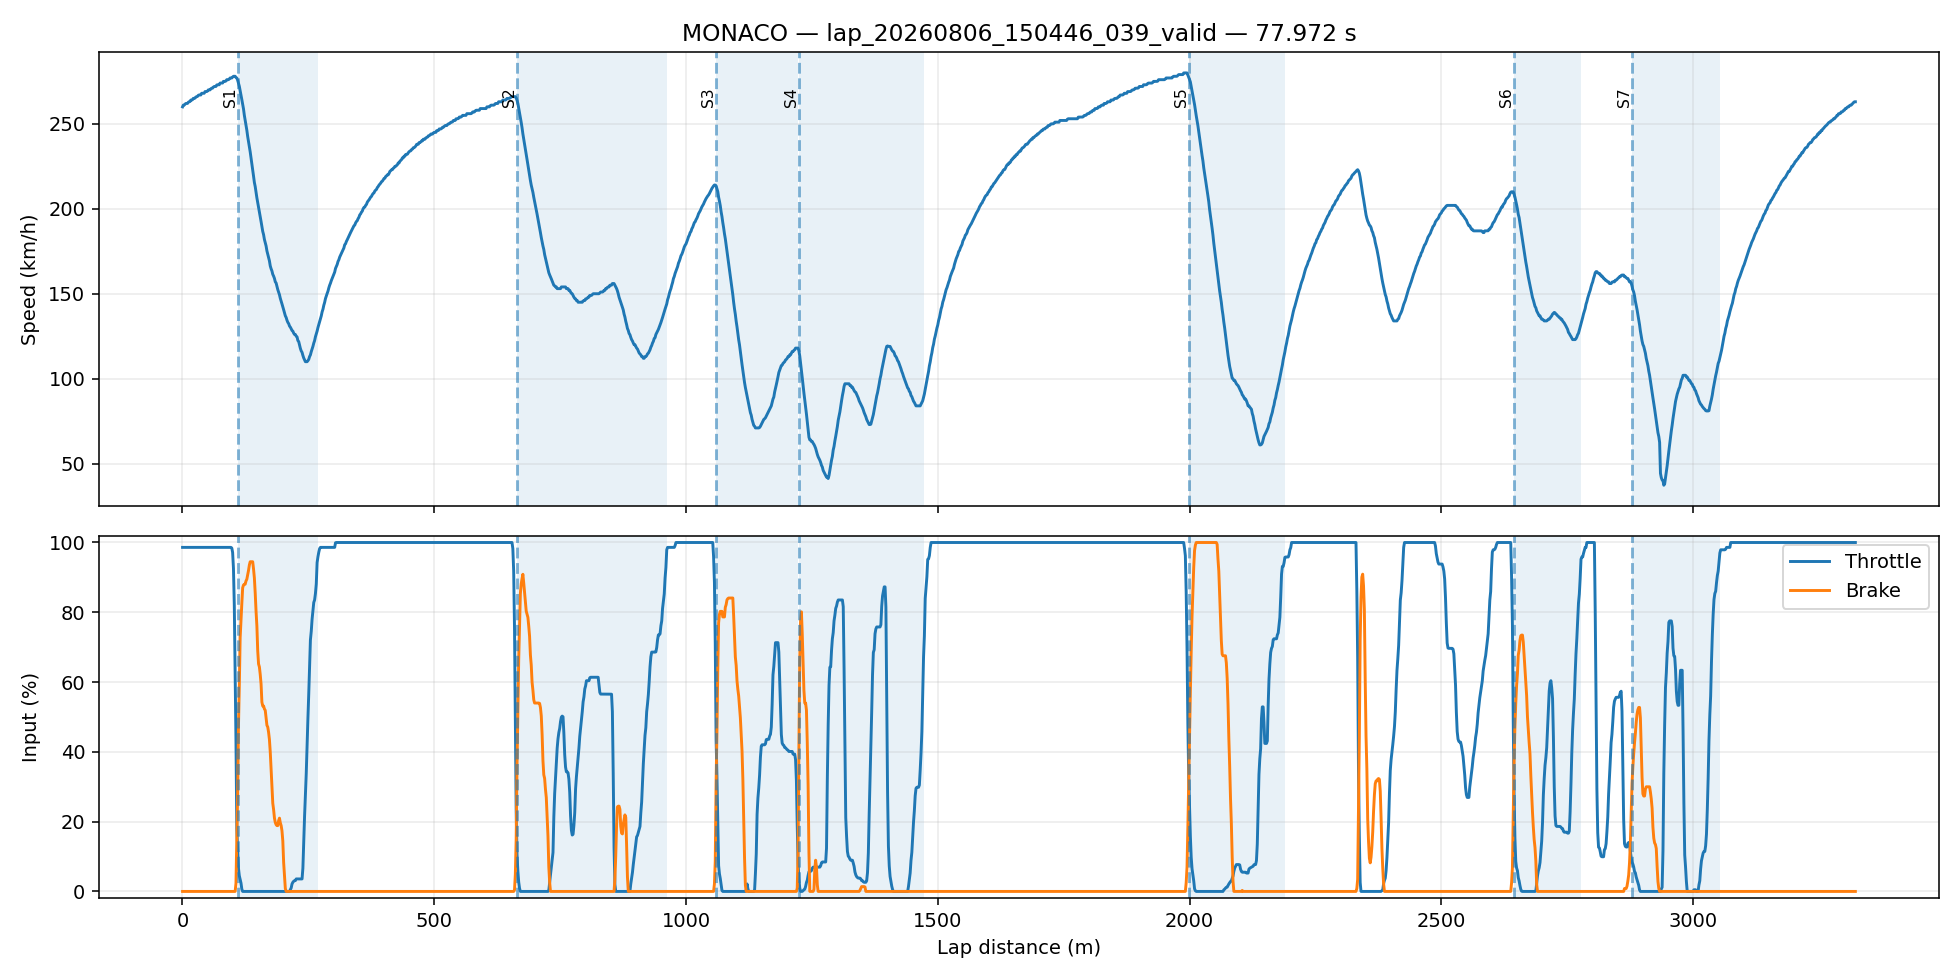 MONACO — lap_20260806_150446_039_valid — 77.972 s
Speed (km/h)
250
200
150
100
50
S1
S2
S3
S4
S5
S6
S7
Input (%)
100
80
60
40
20
0
Throttle
Brake
0
500
1000
1500
2000
2500
3000
Lap distance (m)